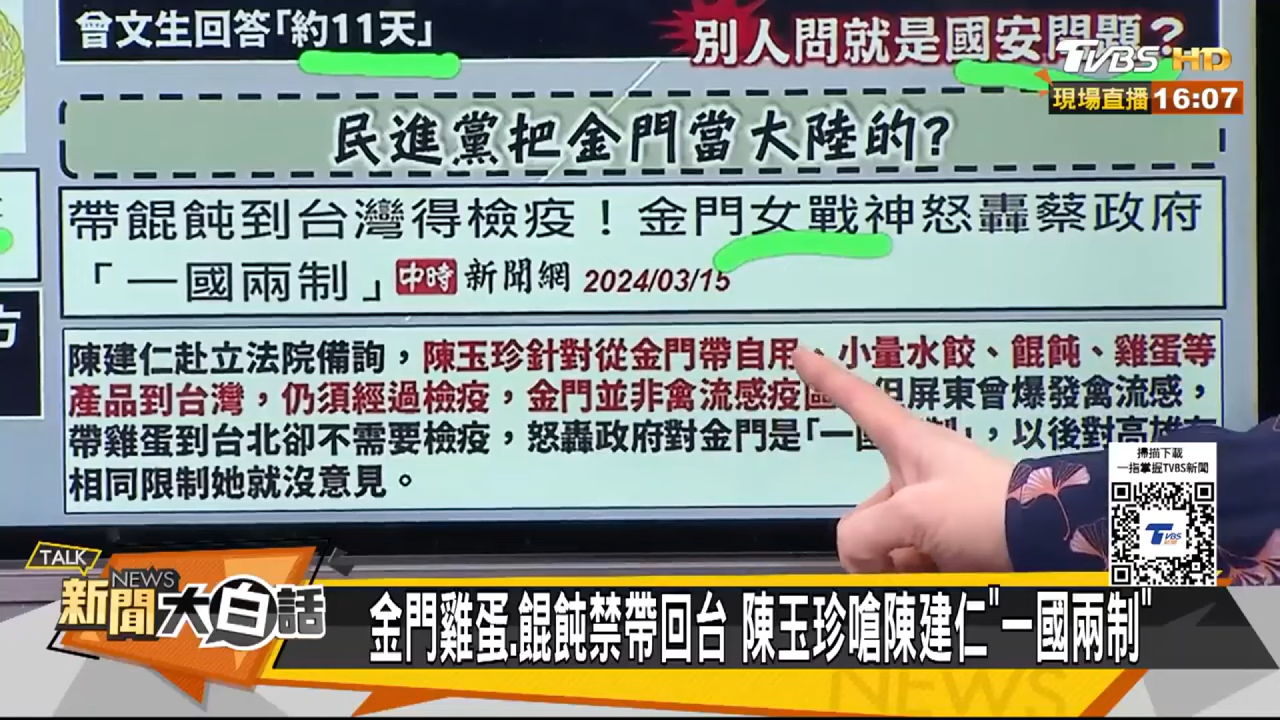 曾文生回答「約11天」
別人問就是國安問題？
TVBS HD
現場直播 16:07
民進黨把金門當大陸的?
帶餛飩到台灣得檢疫！金門女戰神怒轟蔡政府
「一國兩制」中時新聞網 2024/03/15
陳建仁赴立法院備詢，陳玉珍針對從金門帶自用、小量水餃、餛飩、雞蛋等
產品到台灣，仍須經過檢疫，金門並非禽流感疫區 但屏東曾爆發禽流感，
帶雞蛋到台北卻不需要檢疫，怒轟政府對金門是「一國 制」，以後對高雄
相同限制她就沒意見。
掃描下載
一指掌握TVBS新聞
TVBS
TALK
NEWS
新聞大白話
金門雞蛋.餛飩禁帶回台 陳玉珍嗆陳建仁"一國兩制"
NEWS